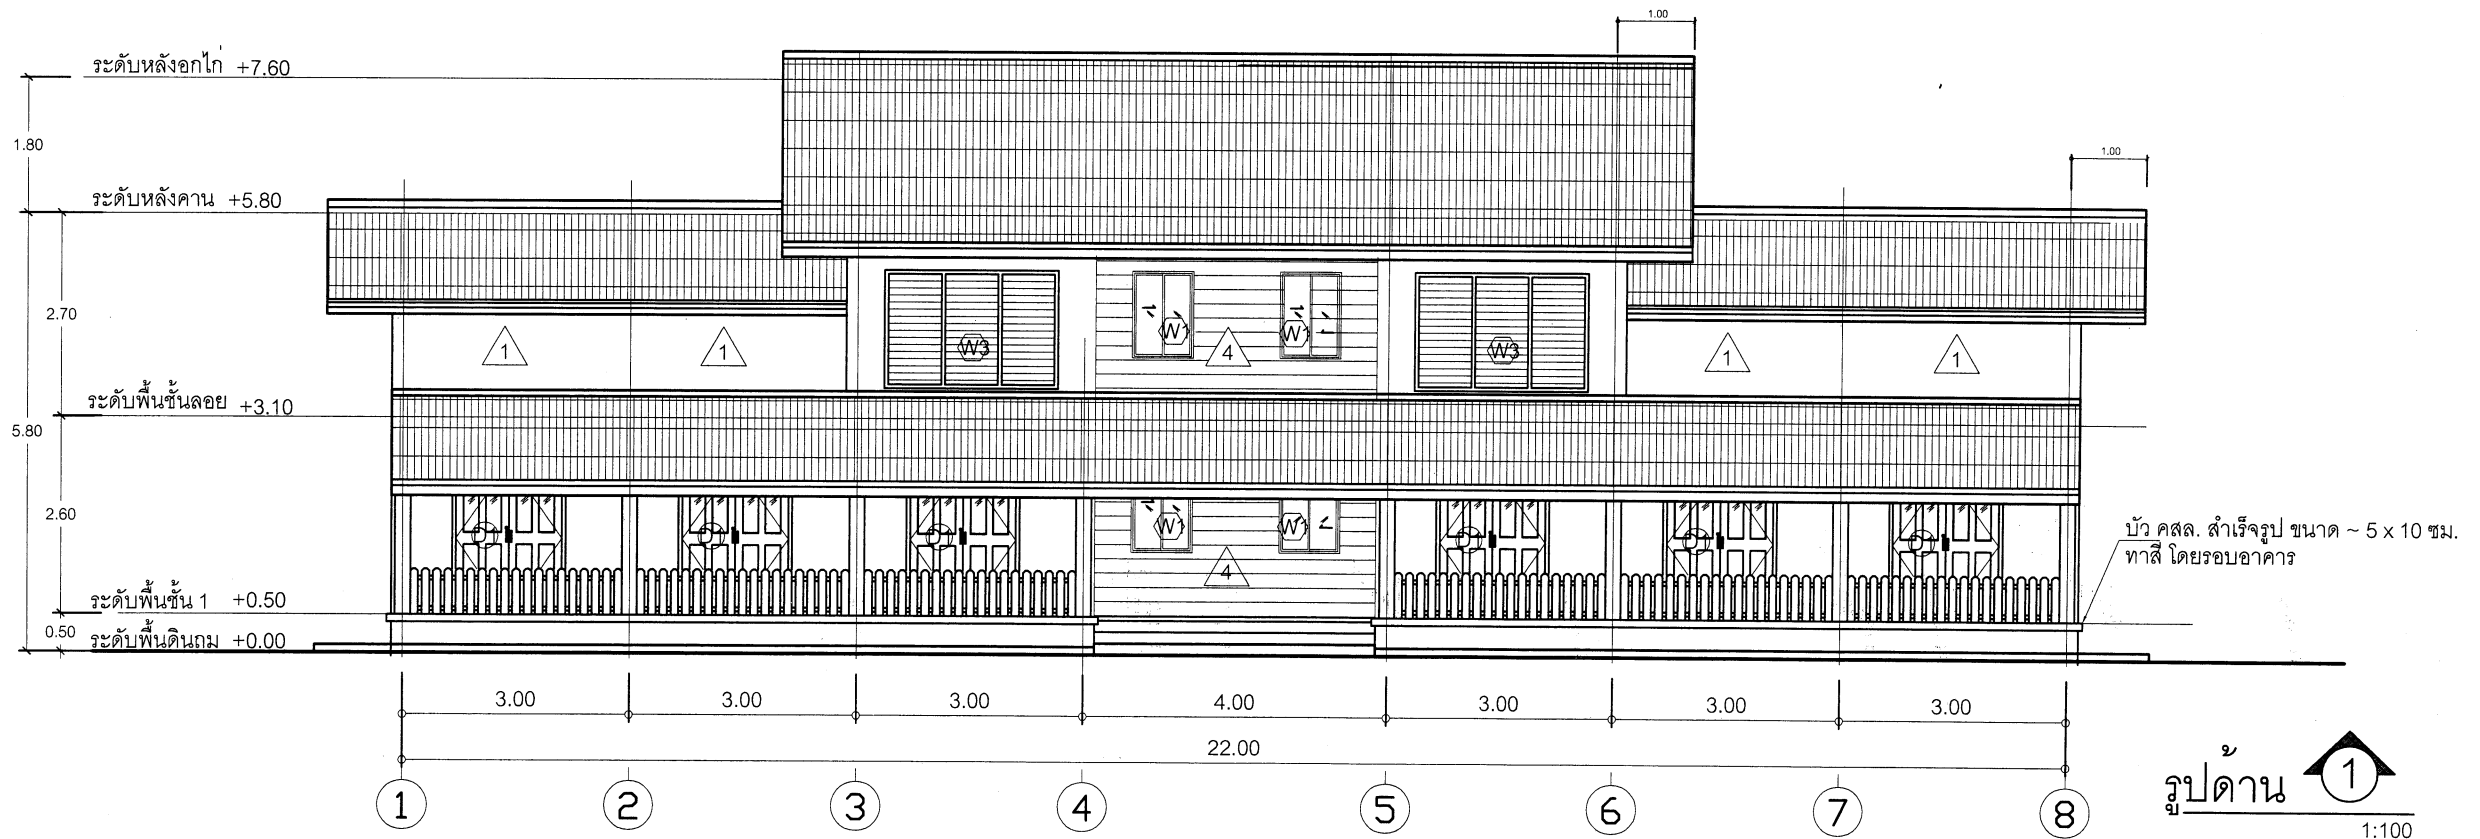 1.00
ระดับหลังอกไก่ +7.60
1.80
1.00
ระดับหลังคาน +5.80
2.70
W3
W1
W1
W3
1
1
4
1
1
ระดับพื้นชั้นลอย +3.10
5.80
2.60
D1
D1
D1
W1
W1
D1
D1
D1
4
บัว คสล. สำเร็จรูป ขนาด ~ 5 x 10 ซม.
ทาสี โดยรอบอาคาร
ระดับพื้นชั้น 1 +0.50
0.50
ระดับพื้นดินถม +0.00
3.00 3.00 3.00 4.00 3.00 3.00 3.00
22.00
1 2 3 4 5 6 7 8
รูปด้าน 1
1:100